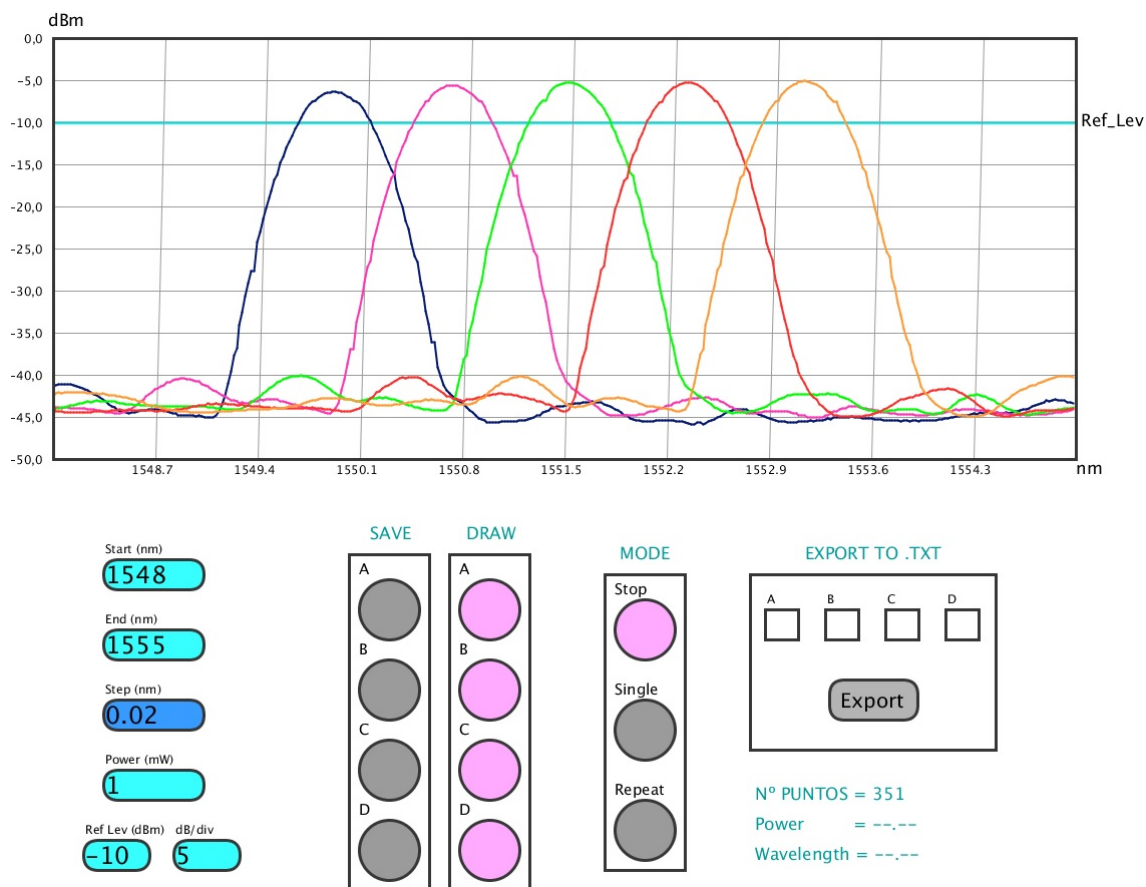 dBm
0,0
-5,0
-10,0
Ref_Lev
-15,0
-20,0
-25,0
-30,0
-35,0
-40,0
-45,0
-50,0
1548.7 1549.4 1550.1 1550.8 1551.5 1552.2 1552.9 1553.6 1554.3 nm
Start (nm)
1548
End (nm)
1555
Step (nm)
0.02
Power (mW)
1
Ref Lev (dBm) dB/div
-10 5
SAVE
A
B
C
D
DRAW
A
B
C
D
MODE
Stop
Single
Repeat
EXPORT TO .TXT
A B C D
Export
Nº PUNTOS = 351
Power = --.--
Wavelength = --.--